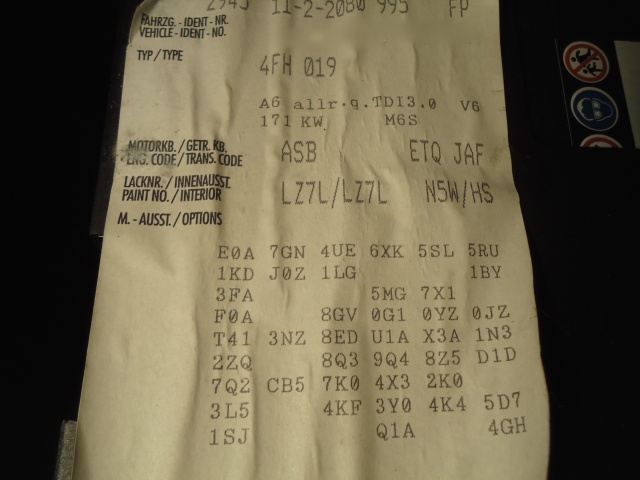 2945 11-2-2080 995 FP
FAHRZG.-IDENT-NR.
VEHICLE-IDENT-NO.
TYP/TYPE
4FH 019
A6 allr.q.TDI3.0 V6
171 KW M6S
MOTORKB./GETR.KB.
ENG.CODE/TRANS.CODE
ASB ETQ JAF
LACKNR./INNENAUSST.
PAINT NO./INTERIOR
LZ7L/LZ7L N5W/HS
M.-AUSST./OPTIONS
E0A 7GN 4UE 6XK 5SL 5RU
1KD J0Z 1LG 1BY
3FA 5MG 7X1
F0A 8GV 0G1 0YZ 0JZ
T41 3NZ 8ED U1A X3A 1N3
2ZQ 8Q3 9Q4 8Z5 D1D
7Q2 CB5 7K0 4X3 2K0
3L5 4KF 3Y0 4K4 5D7
1SJ Q1A 4GH